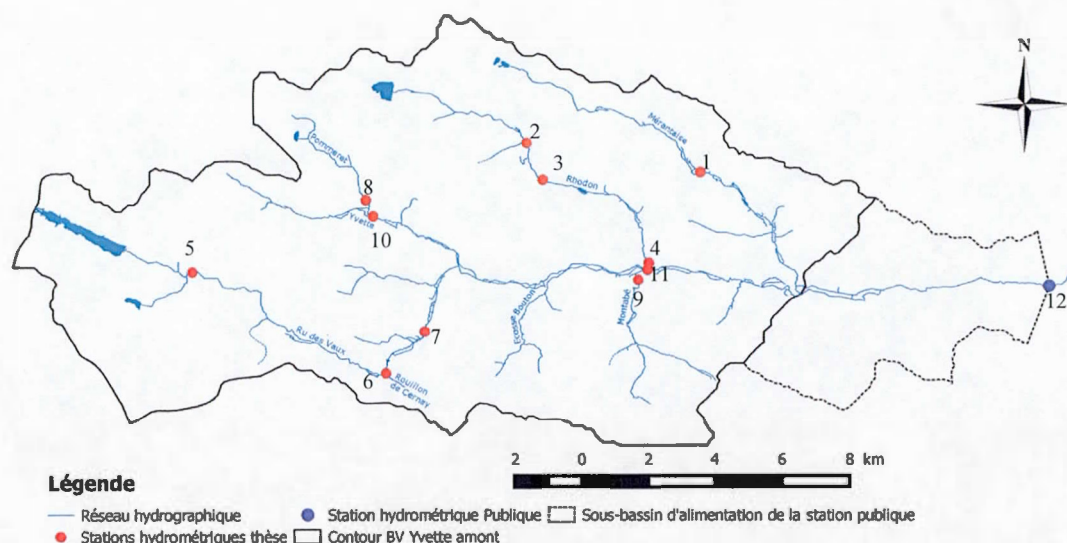 N
Mérantaise
2
1
3
Pommeret
Rhodon
8
Yvette
10
4
5
11
9
12
Montabé
Ecosse Bouton
Ru des Vaux
7
6
Rouillon
de Cernay
2 0 2 4 6 8 km
Légende
Réseau hydrographique
Station hydrométrique Publique
Sous-bassin d'alimentation de la station publique
Stations hydrométriques thèse
Contour BV Yvette amont